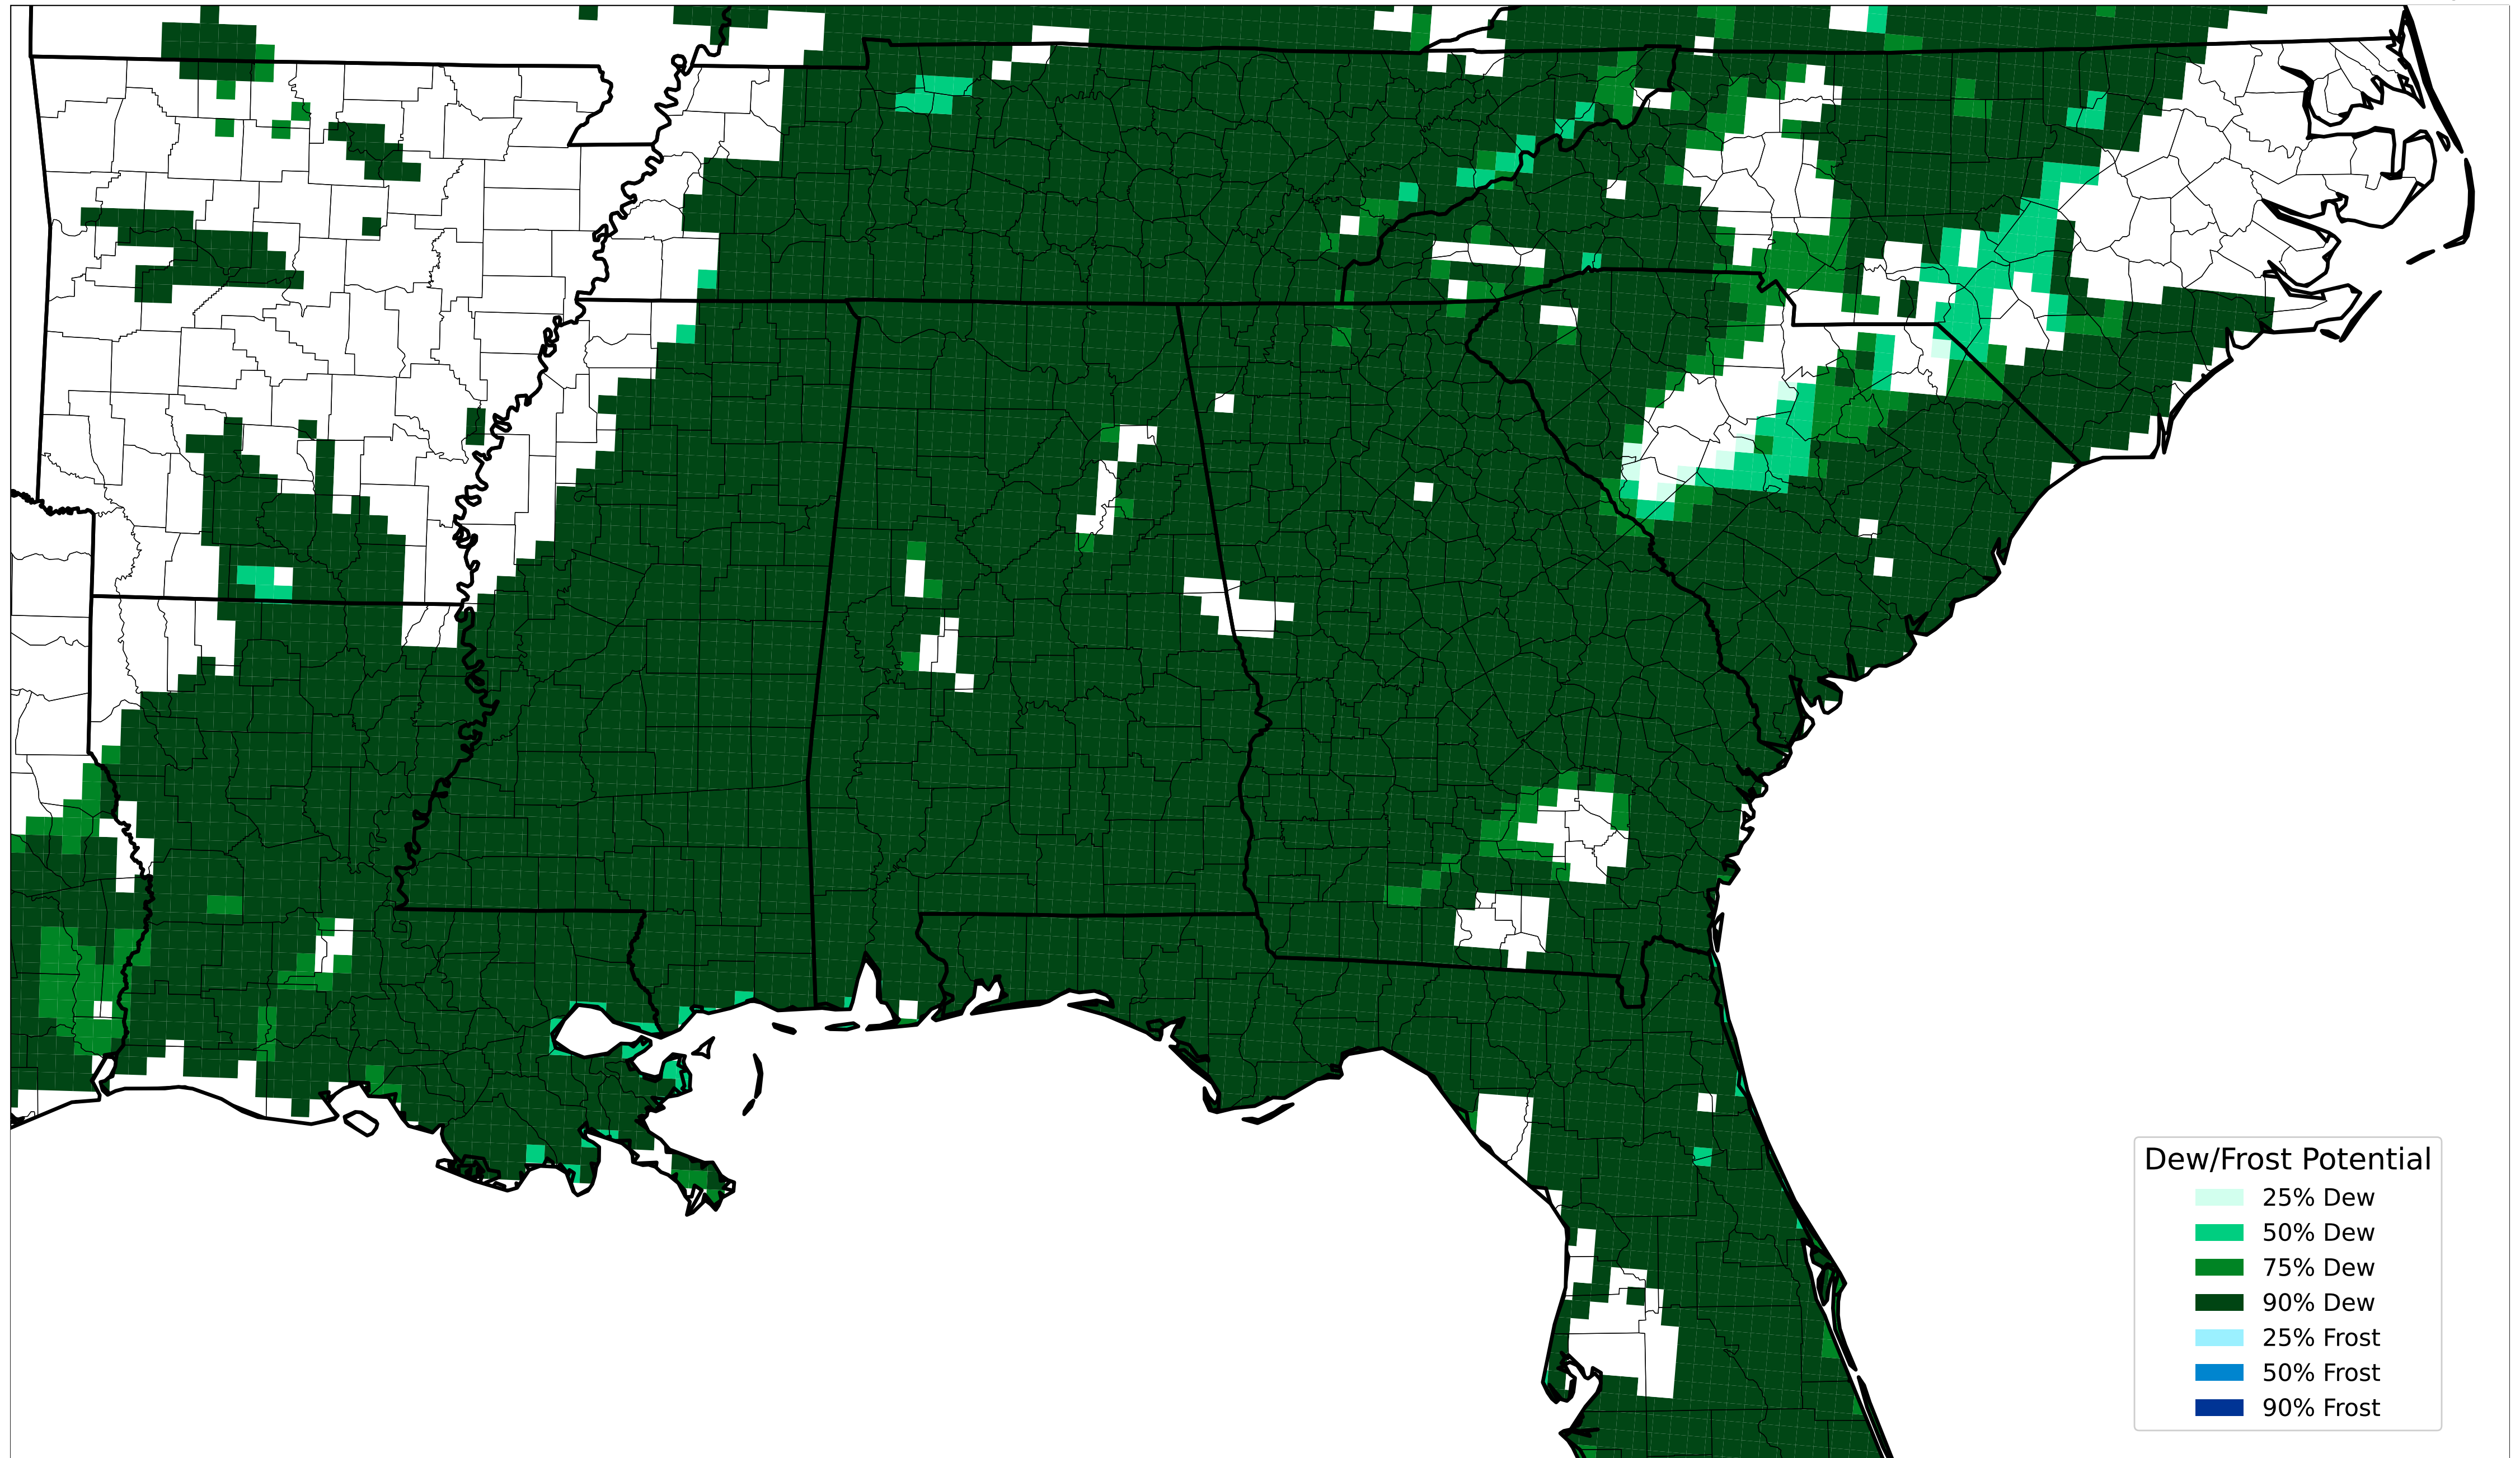 Dew/Frost Potential
25% Dew
50% Dew
75% Dew
90% Dew
25% Frost
50% Frost
90% Frost